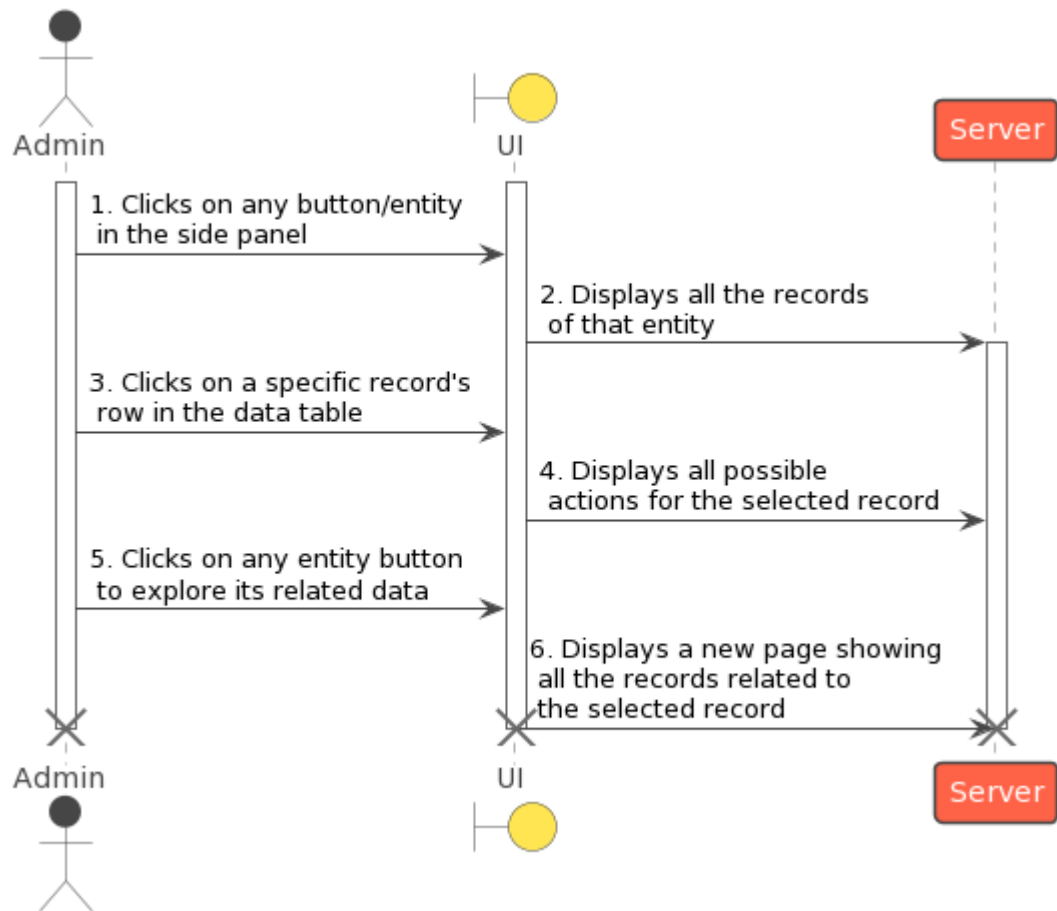 Admin
UI
Server
1. Clicks on any button/entity
in the side panel
2. Displays all the records
of that entity
3. Clicks on a specific record's
row in the data table
4. Displays all possible
actions for the selected record
5. Clicks on any entity button
to explore its related data
6. Displays a new page showing
all the records related to
the selected record
Admin
UI
Server